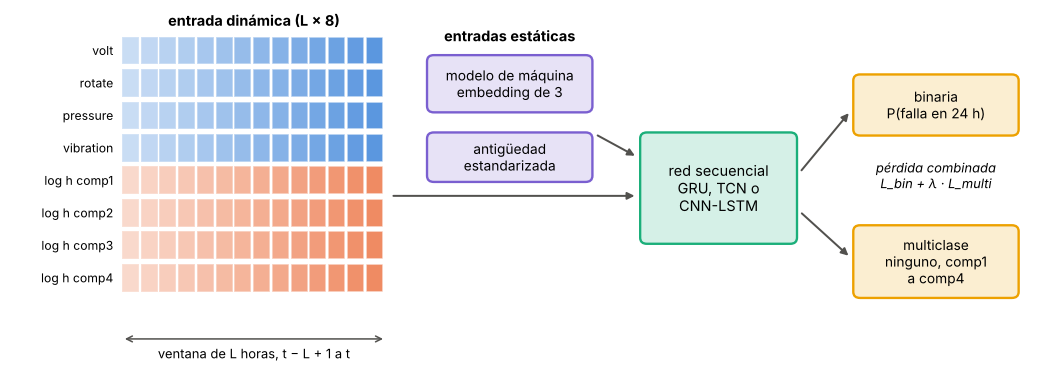 entrada dinámica (L × 8)
volt
rotate
pressure
vibration
log h comp1
log h comp2
log h comp3
log h comp4
ventana de L horas, t − L + 1 a t
entradas estáticas
modelo de máquina
embedding de 3
antigüedad
estandarizada
red secuencial
GRU, TCN o
CNN-LSTM
binaria
P(falla en 24 h)
pérdida combinada
L_bin + λ · L_multi
multiclase
ninguno, comp1
a comp4